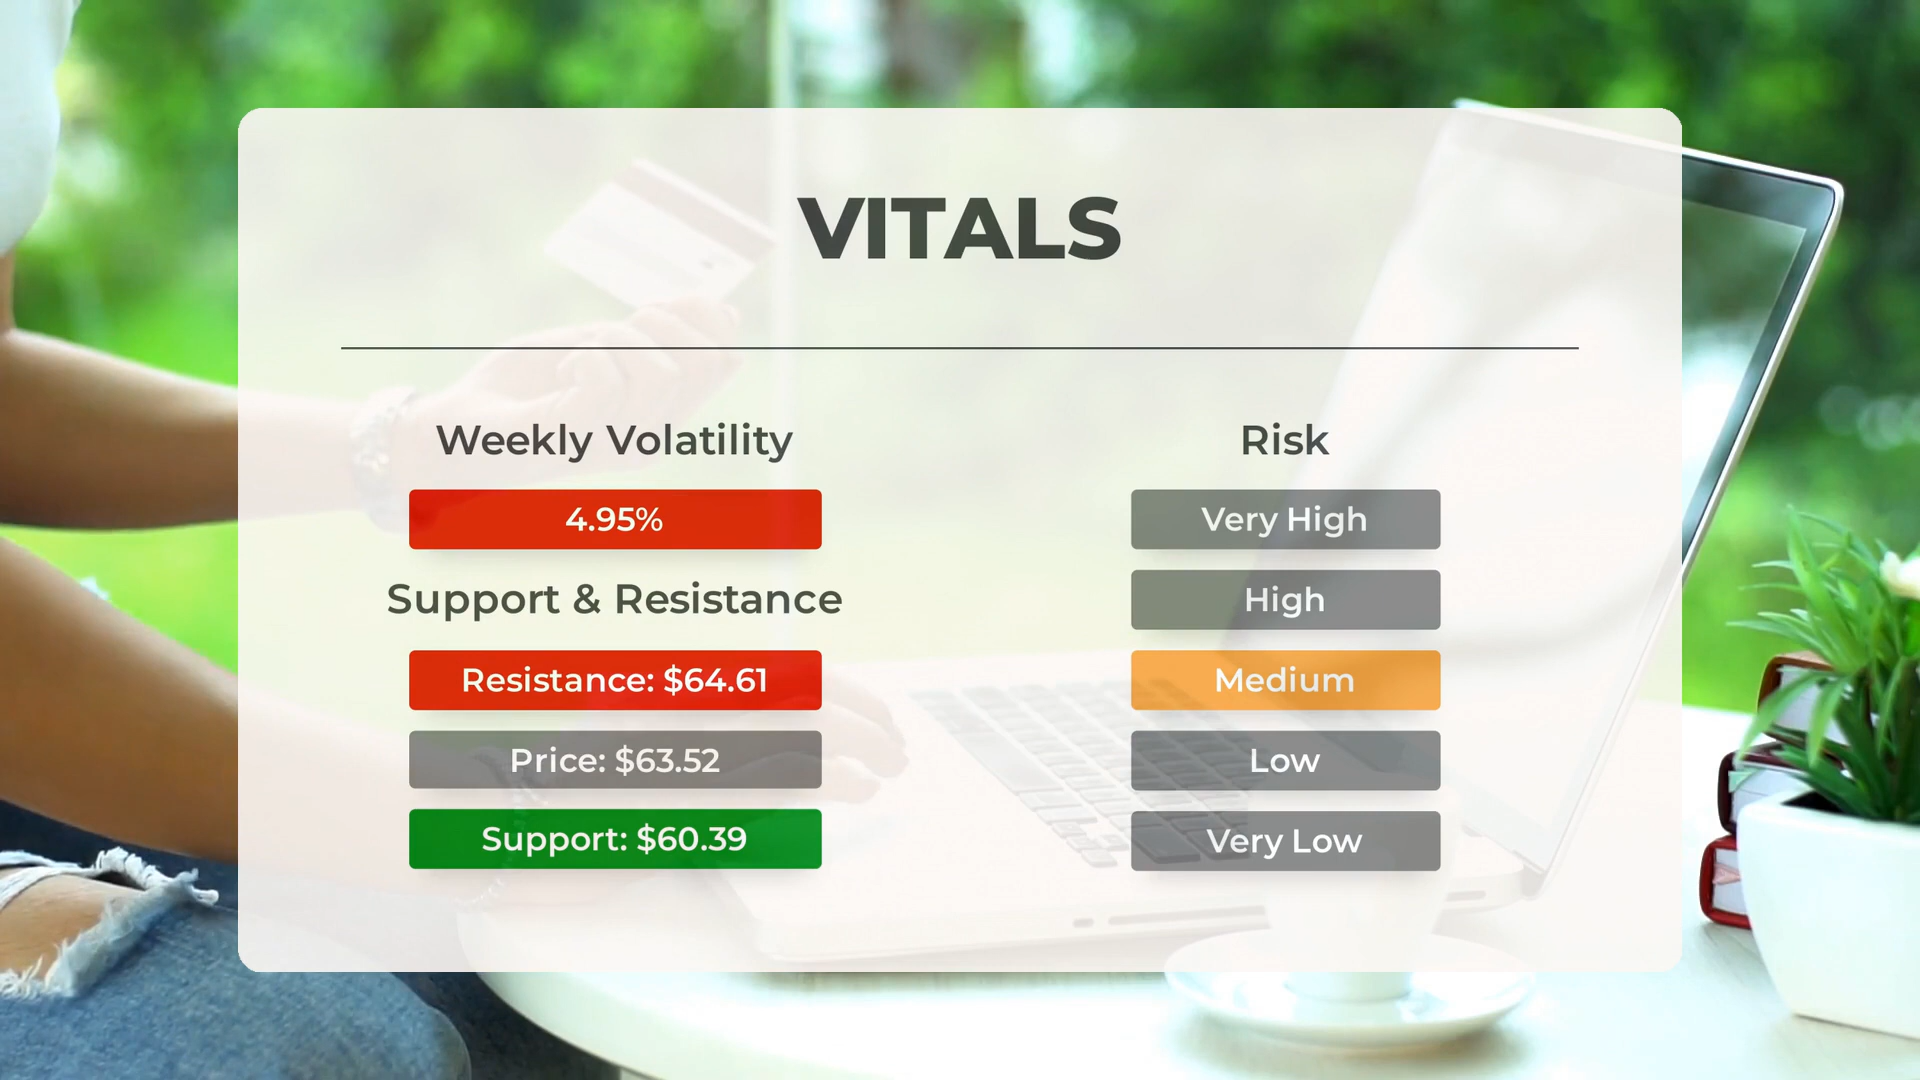 VITALS
Weekly Volatility
4.95%
Support & Resistance
Resistance: $64.61
Price: $63.52
Support: $60.39
Risk
Very High
High
Medium
Low
Very Low